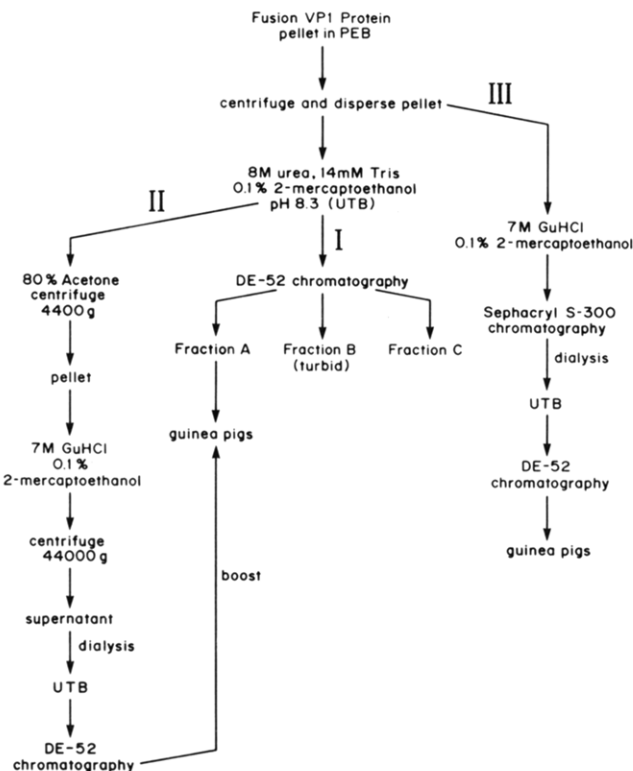 Fusion VP1 Protein
pellet in PEB
centrifuge and disperse pellet
III
8M urea, 14mM Tris
0.1% 2-mercaptoethanol
pH 8.3 (UTB)
II
I
7M GuHCl
0.1% 2-mercaptoethanol
80% Acetone
centrifuge
4400g
DE-52 chromatography
Sephacryl S-300
chromatography
Fraction A
Fraction B
(turbid)
Fraction C
dialysis
pellet
UTB
guinea pigs
7M GuHCl
0.1%
2-mercaptoethanol
DE-52
chromatography
centrifuge
44000g
guinea pigs
boost
supernatant
dialysis
UTB
DE-52
chromatography